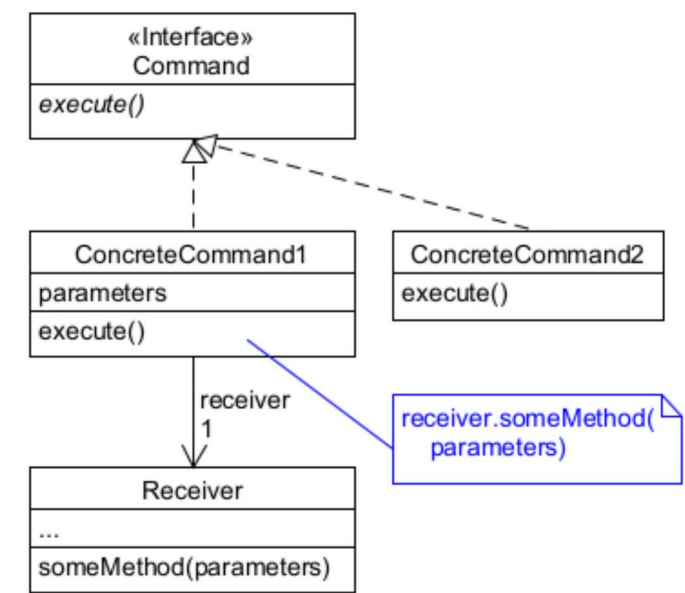 «Interface»
Command
execute()
ConcreteCommand1
parameters
execute()
ConcreteCommand2
execute()
receiver
1
receiver.someMethod(
parameters)
Receiver
...
someMethod(parameters)